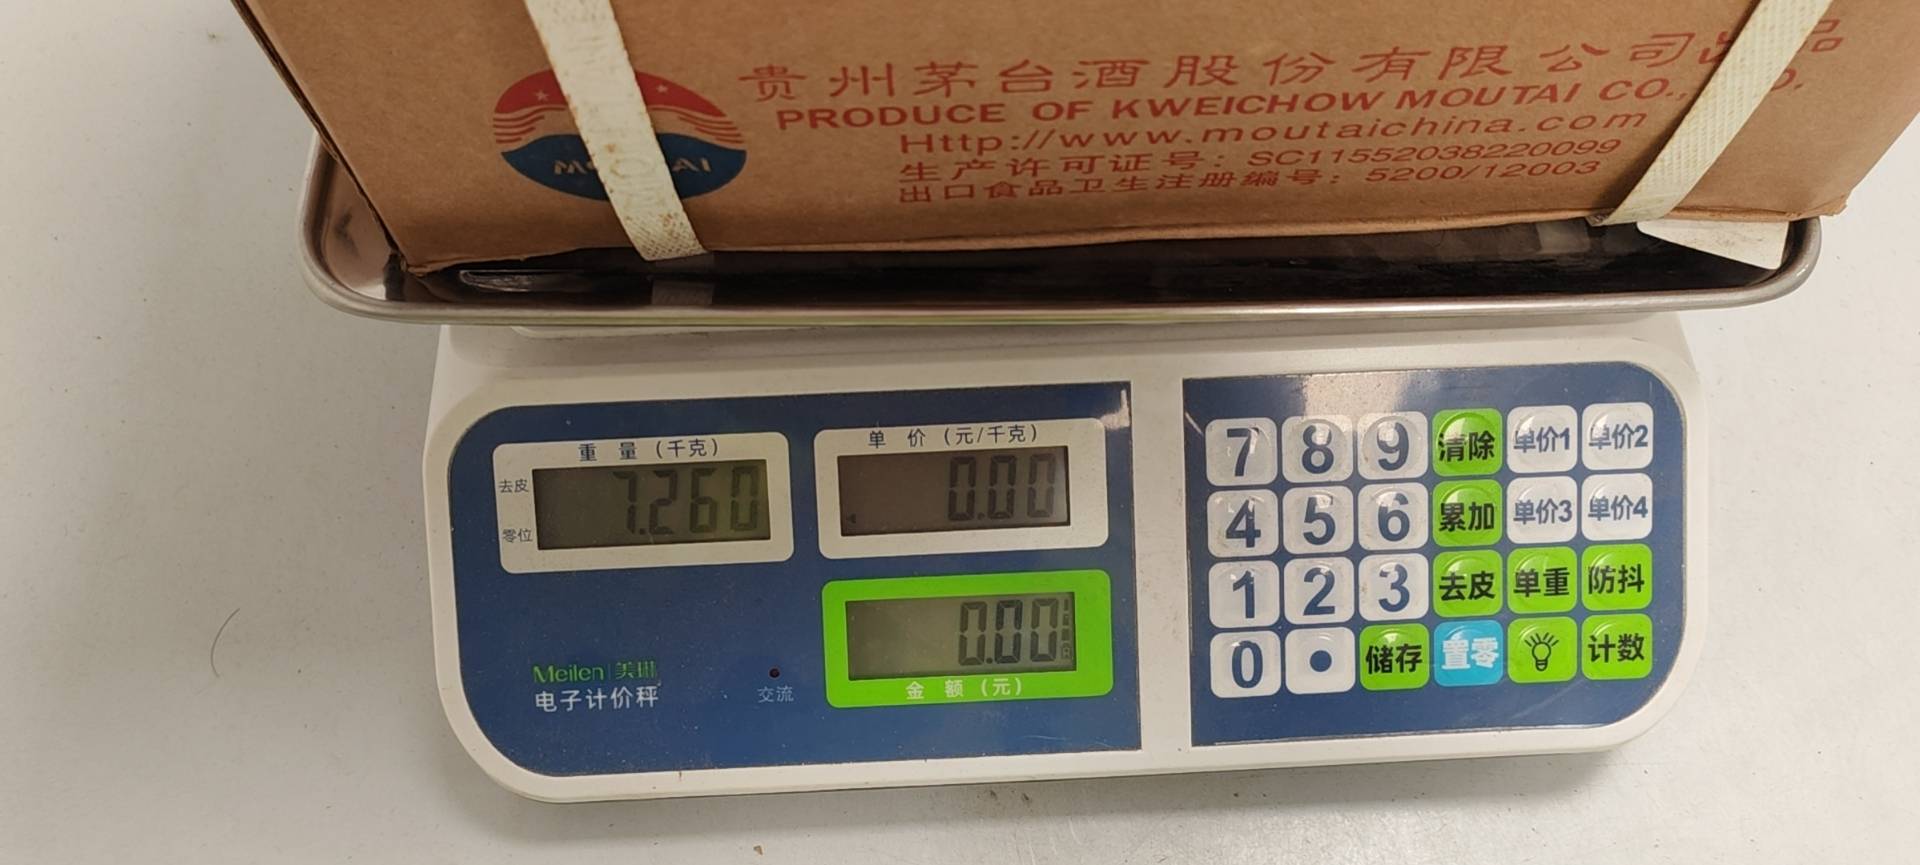 贵州茅台酒股份有限公司出品
PRODUCE OF KWEICHOW MOUTAI CO.,
Http://www.moutaichina.com
生产许可证号：SC11552038220099
出口食品卫生注册编号：5200/12003
重量(千克)
去皮
7.260
零位
单价(元/千克)
0.00
0.00
金额(元)
Meilen 美琳
电子计价秤
交流
7 8 9 清除 单价1 单价2
4 5 6 累加 单价3 单价4
1 2 3 去皮 单重 防抖
0 • 储存 置零 计数